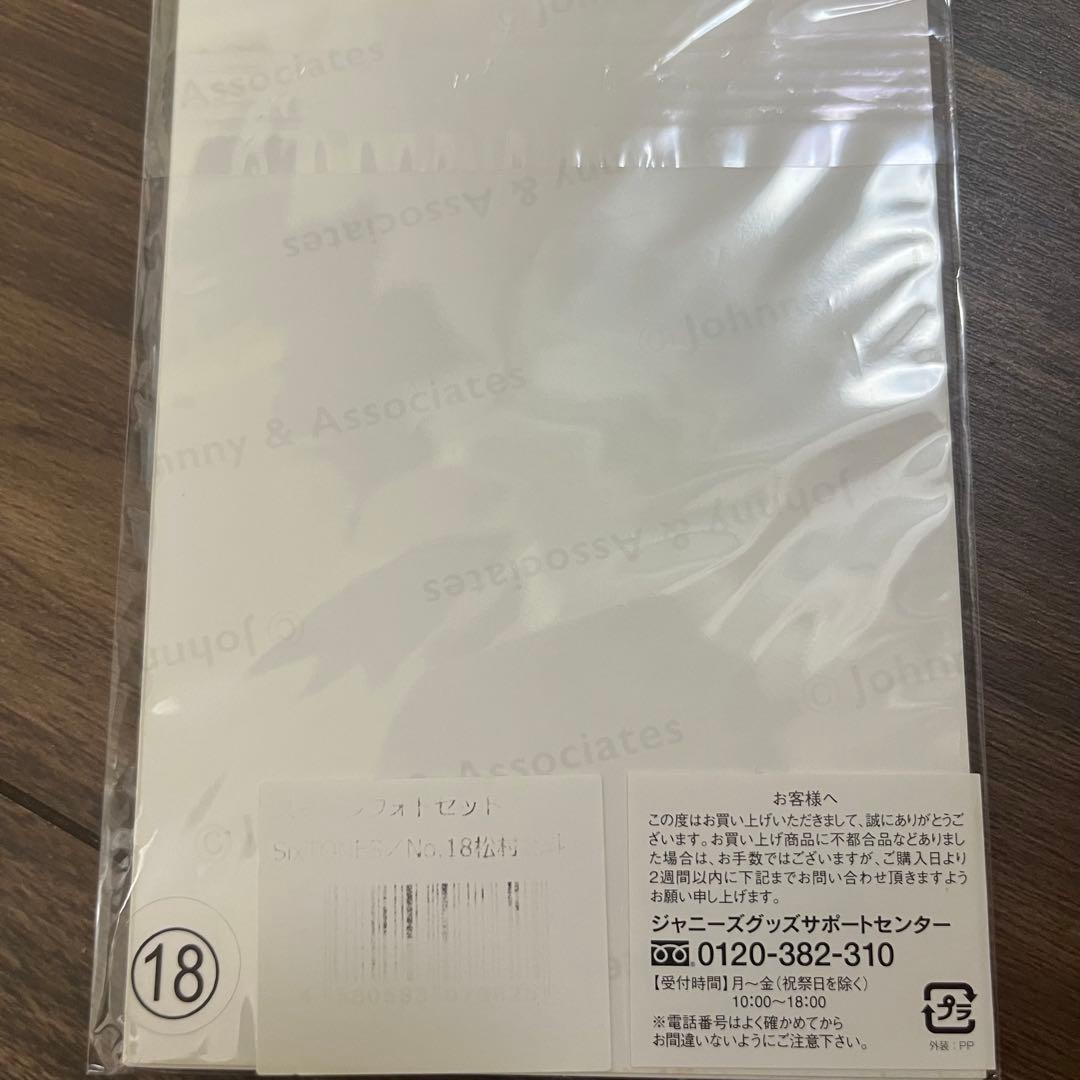 & Joh
Associates
nny & Associates
© Johnny
ohnny & Associates
Johnny & Associates
© Johnn
© Johnny
& Associates
フォトセット
SixTONES/No.18松村
18
お客様へ
この度はお買い上げいただきまして、誠にありがとうご
ざいます。お買い上げ商品に不都合品などありまし
た場合は、お手数ではございますが、ご購入日より
2週間以内に下記までお問い合わせ頂きますよう
お願い申し上げます。
ジャニーズグッズサポートセンター
0120-382-310
【受付時間】月〜金(祝祭日を除く)
10:00〜18:00
※電話番号はよく確かめてから
お間違いないようにご注意下さい。
プラ
外装:PP